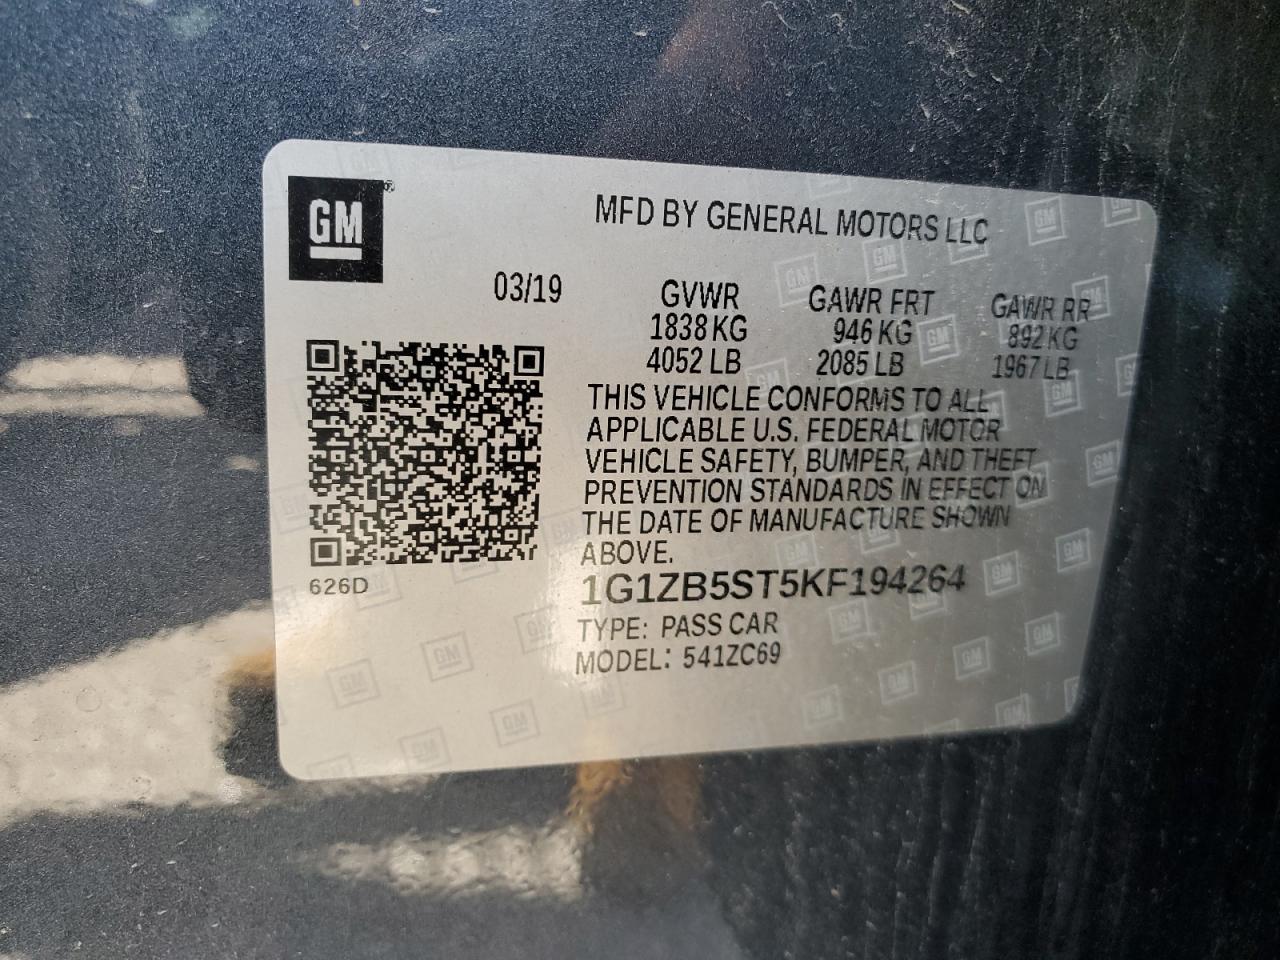 GM
MFD BY GENERAL MOTORS LLC
03/19 GVWR GAWR FRT GAWR RR
1838 KG 946 KG 892 KG
4052 LB 2085 LB 1967 LB
THIS VEHICLE CONFORMS TO ALL
APPLICABLE U.S. FEDERAL MOTOR
VEHICLE SAFETY, BUMPER, AND THEFT
PREVENTION STANDARDS IN EFFECT ON
THE DATE OF MANUFACTURE SHOWN
ABOVE.
626D
1G1ZB5ST5KF194264
TYPE: PASS CAR
MODEL: 541ZC69